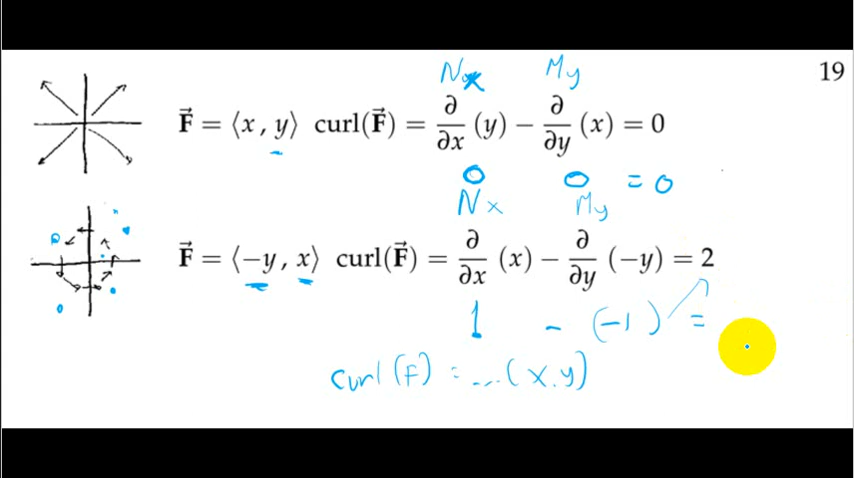 Nx My
19
F⃗ = ⟨x , y⟩ curl(F⃗) = ∂/∂x (y) − ∂/∂y (x) = 0
0 0 = 0
Nx My
F⃗ = ⟨−y , x⟩ curl(F⃗) = ∂/∂x (x) − ∂/∂y (−y) = 2
1 - (-1) =
curl (F) = ... (x.y)